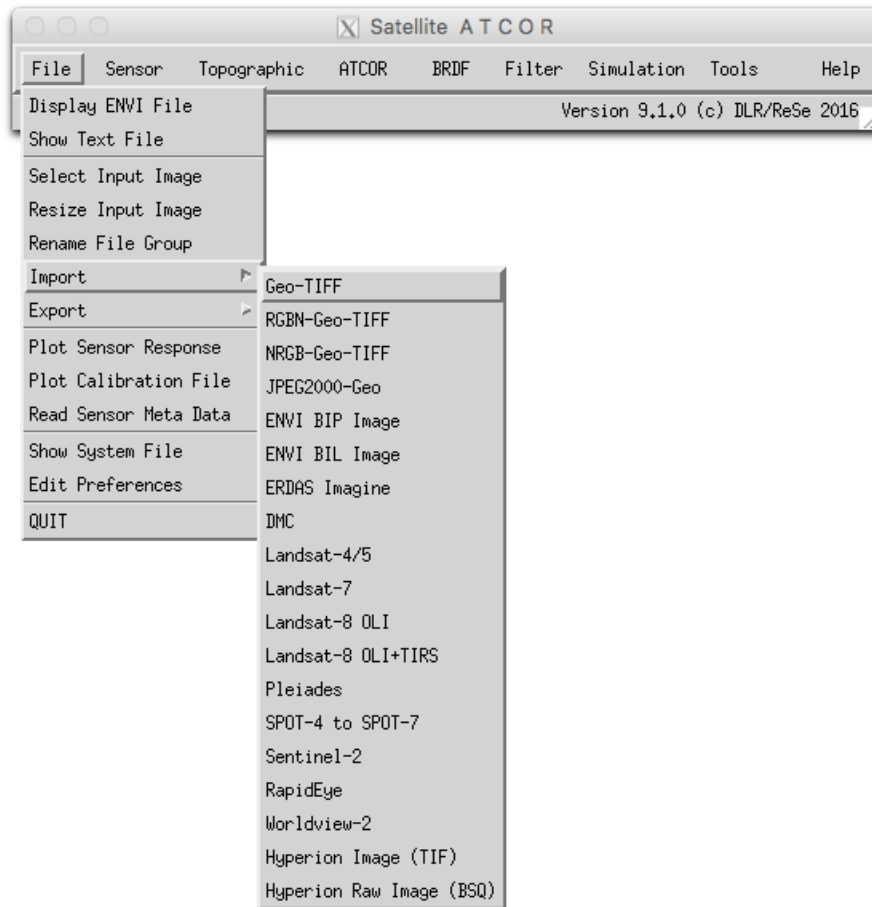 Satellite A T C O R
File Sensor Topographic ATCOR BRDF Filter Simulation Tools Help
Version 9.1.0 (c) DLR/ReSe 2016
Display ENVI File
Show Text File
Select Input Image
Resize Input Image
Rename File Group
Import
Export
Plot Sensor Response
Plot Calibration File
Read Sensor Meta Data
Show System File
Edit Preferences
QUIT
Geo-TIFF
RGBN-Geo-TIFF
NRGB-Geo-TIFF
JPEG2000-Geo
ENVI BIP Image
ENVI BIL Image
ERDAS Imagine
DMC
Landsat-4/5
Landsat-7
Landsat-8 OLI
Landsat-8 OLI+TIRS
Pleiades
SPOT-4 to SPOT-7
Sentinel-2
RapidEye
Worldview-2
Hyperion Image (TIF)
Hyperion Raw Image (BSQ)